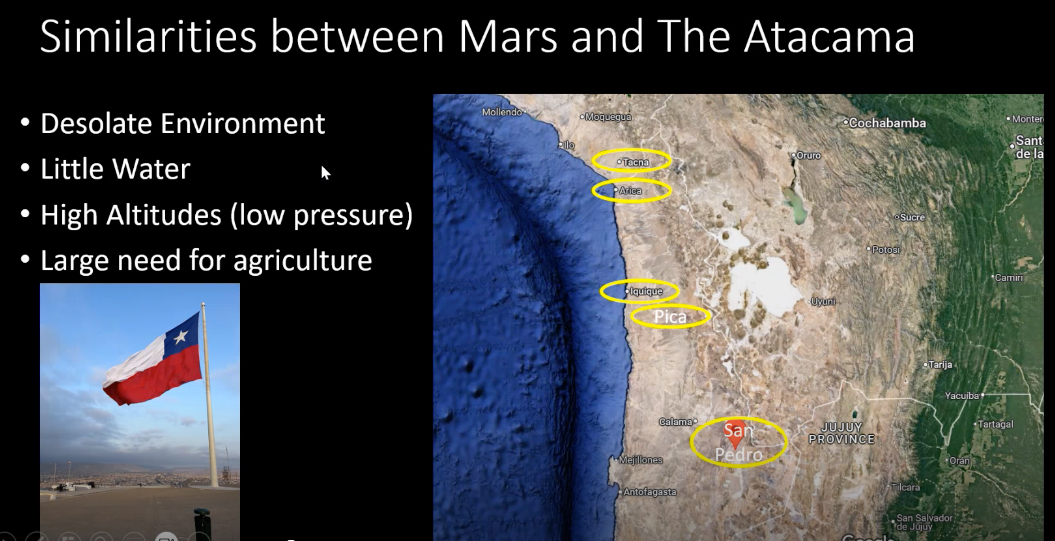 Similarities between Mars and The Atacama
• Desolate Environment
• Little Water
• High Altitudes (low pressure)
• Large need for agriculture
Mollendo
Moquegua
Ilo
Tacna
Arica
Iquique
Pica
Calama
San
Pedro
Mejillones
Antofagasta
Cochabamba
Oruro
Sucre
Potosí
Uyuni
Camiri
Monter
Sant
de la
Tarija
Yacuiba
Tartagal
JUJUY
PROVINCE
Orán
Tilcara
San Salvador
de Jujuy
Google